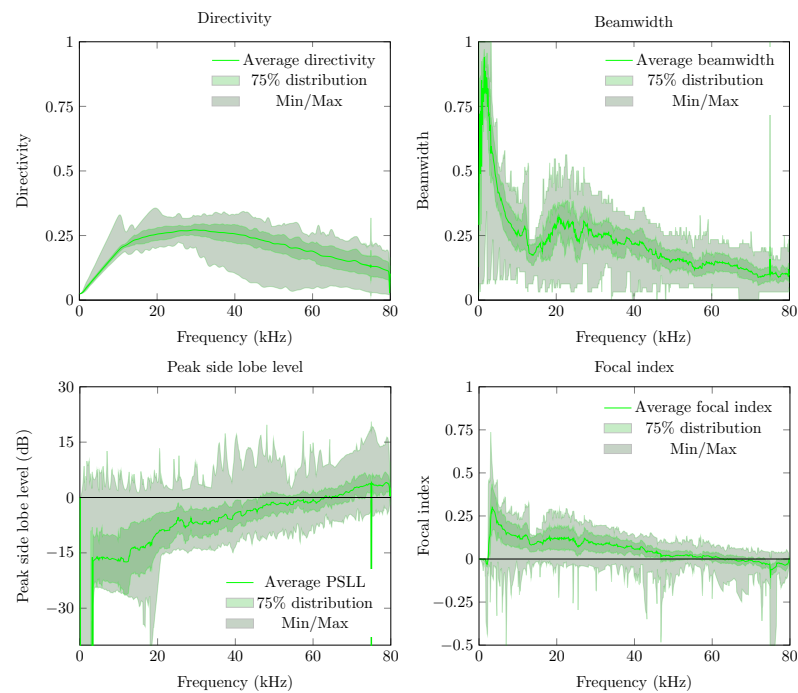 Directivity
1
0.75
0.5
0.25
0
Directivity
Average directivity
75% distribution
Min/Max
0
20
40
60
80
Frequency (kHz)
Beamwidth
1
0.75
0.5
0.25
0
Beamwidth
Average beamwidth
75% distribution
Min/Max
0
20
40
60
80
Frequency (kHz)
Peak side lobe level
30
15
0
−15
−30
Peak side lobe level (dB)
Average PSLL
75% distribution
Min/Max
0
20
40
60
80
Frequency (kHz)
Focal index
1
0.75
0.5
0.25
0
−0.25
−0.5
Focal index
Average focal index
75% distribution
Min/Max
0
20
40
60
80
Frequency (kHz)